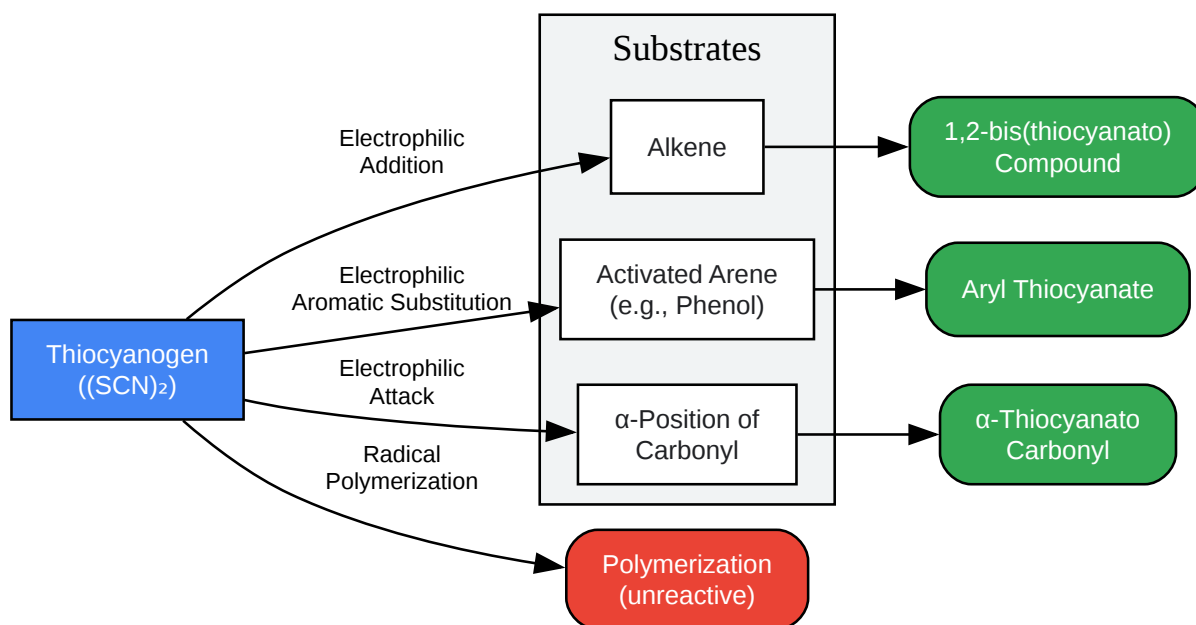 Substrates
Electrophilic
Addition
Alkene
1,2-bis(thiocyanato)
Compound
Electrophilic
Aromatic Substitution
Activated Arene
(e.g., Phenol)
Aryl Thiocyanate
Thiocyanogen
((SCN)₂)
Electrophilic
Attack
α-Position of
Carbonyl
α-Thiocyanato
Carbonyl
Radical
Polymerization
Polymerization
(unreactive)